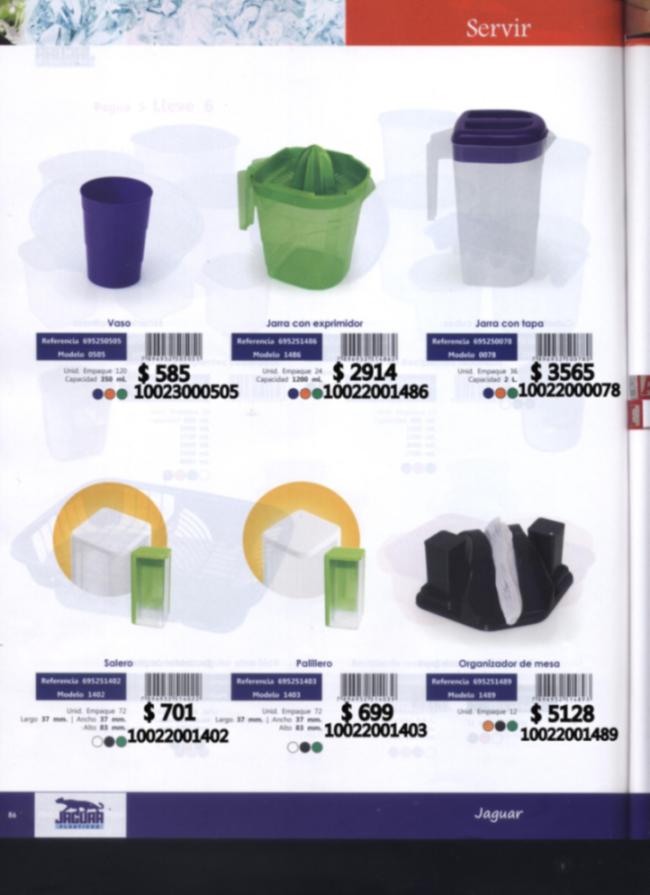 Servir
Pague 5 Lleve 6
Vaso
Referencia 695250505
Modelo 0505
Unid. Empaque 120
Capacidad 350 ml.
$ 585
10023000505
Jarra con exprimidor
Referencia 695251486
Modelo 1486
Unid. Empaque 24
Capacidad 1200 ml.
$ 2914
10022001486
Jarra con tapa
Referencia 695250078
Modelo 0078
Unid. Empaque 36
Capacidad 2 L.
$ 3565
10022000078
Salero
Referencia 695251402
Modelo 1402
Unid. Empaque 72
Largo 37 mm. | Ancho 37 mm.
Alto 83 mm.
$ 701
10022001402
Palillero
Referencia 695251403
Modelo 1403
Unid. Empaque 72
Largo 37 mm. | Ancho 37 mm.
Alto 83 mm.
$ 699
10022001403
Organizador de mesa
Referencia 695251489
Modelo 1489
Unid. Empaque 12
$ 5128
10022001489
86
JAGUAR
Jaguar